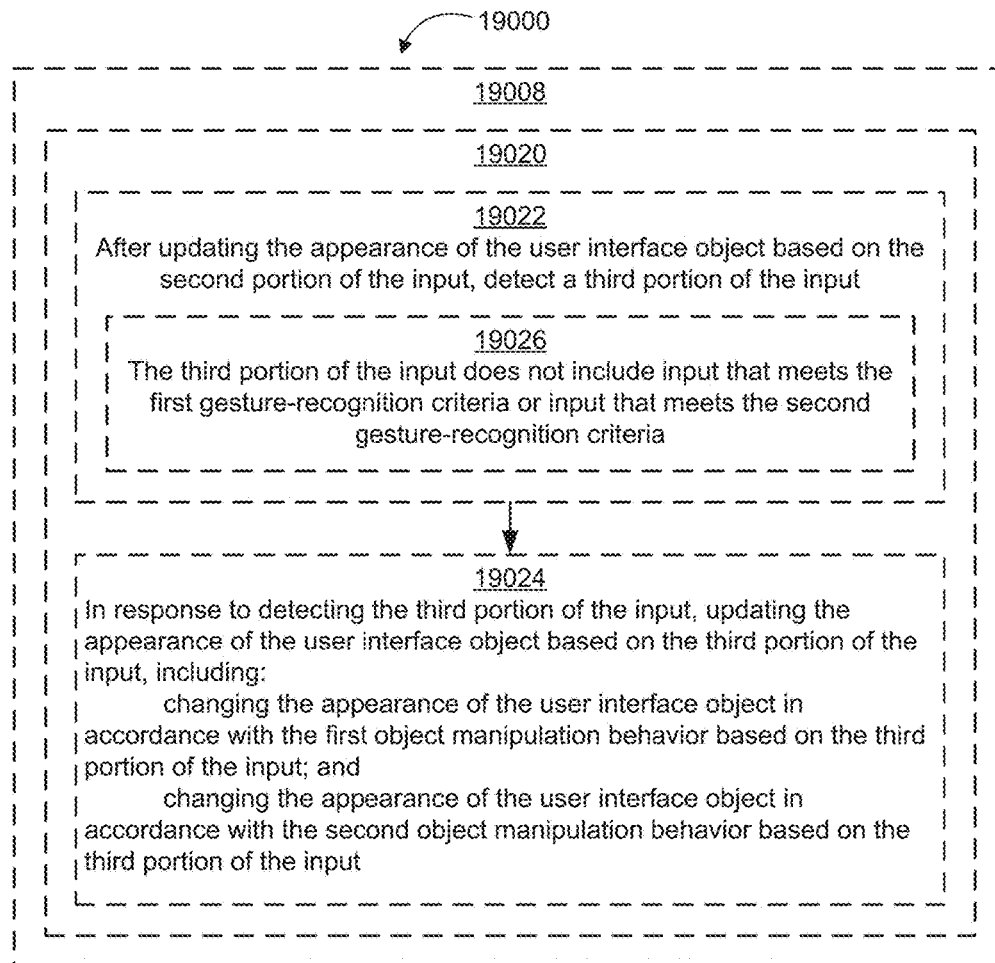 19000
19008
19020
19022
After updating the appearance of the user interface object based on the
second portion of the input, detect a third portion of the input
19026
The third portion of the input does not include input that meets the
first gesture-recognition criteria or input that meets the second
gesture-recognition criteria
19024
In response to detecting the third portion of the input, updating the
appearance of the user interface object based on the third portion of the
input, including:
changing the appearance of the user interface object in
accordance with the first object manipulation behavior based on the third
portion of the input; and
changing the appearance of the user interface object in
accordance with the second object manipulation behavior based on the
third portion of the input